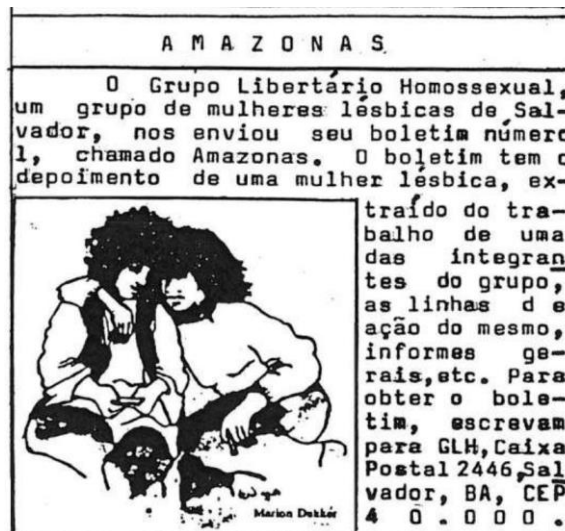 A M A Z O N A S
O Grupo Libertário Homossexual,
um grupo de mulheres lésbicas de Sal-
vador, nos enviou seu boletim número
1, chamado Amazonas. O boletim tem o
depoimento de uma mulher lésbica, ex-
traído do tra-
balho de uma
das integran
tes do grupo,
as linhas d e
ação do mesmo,
informes ge-
rais,etc. Para
obter o bole-
tim, escrevam
para GLH,Caixa
Postal 2446,Sal
vador, BA, CEP
4 0 . 0 0 0 .
Marion Dekker